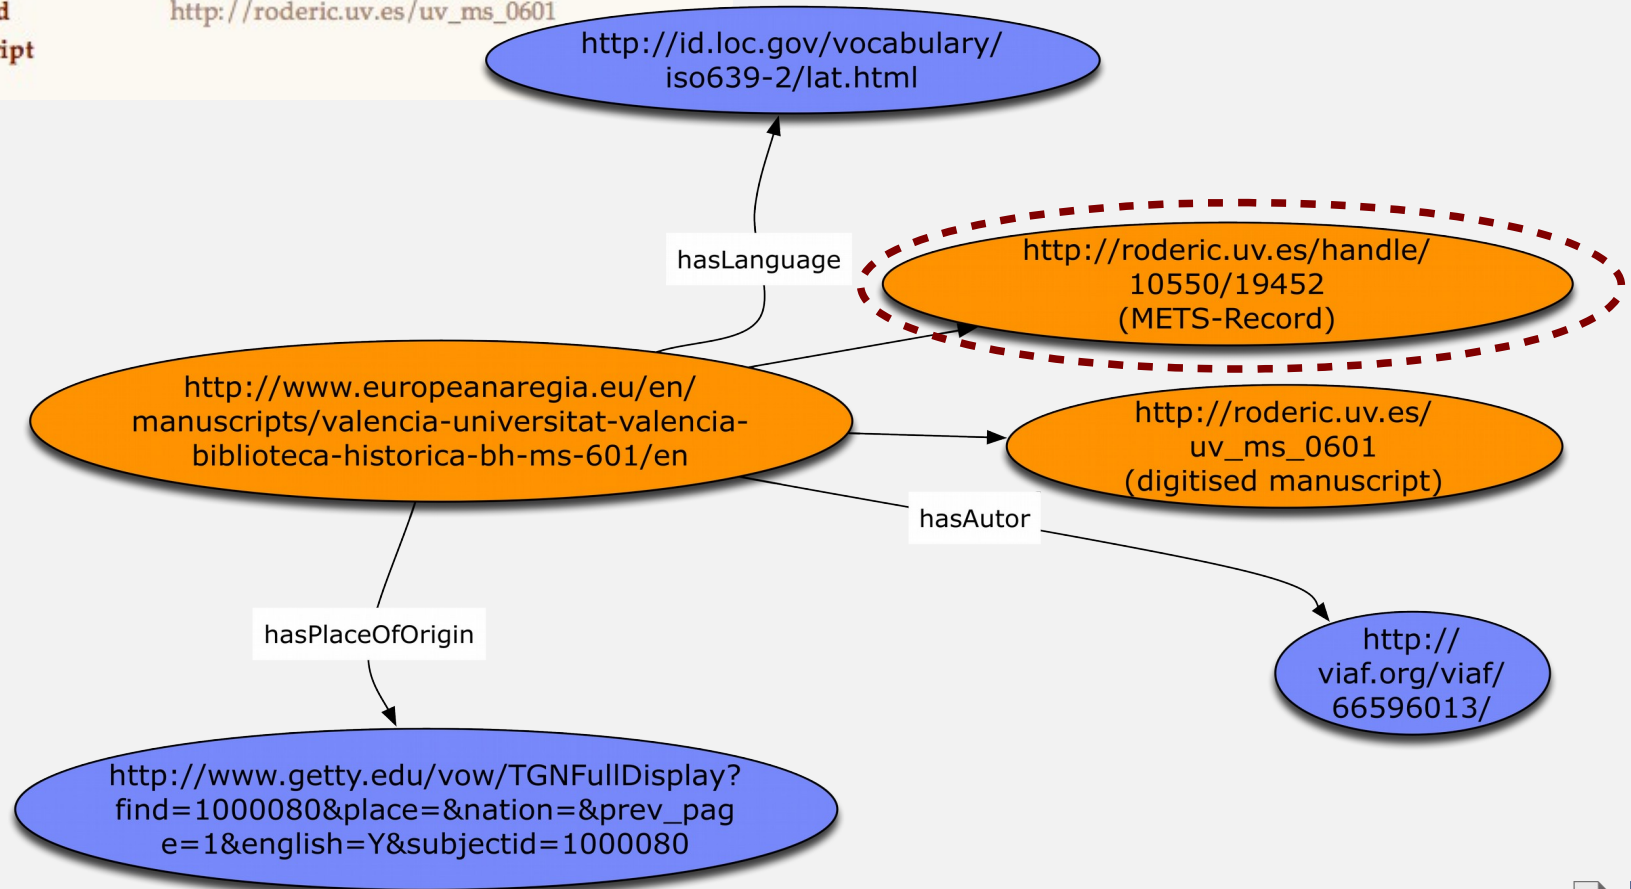 http://roderic.uv.es/uv_ms_0601
ipt
http://id.loc.gov/vocabulary/
iso639-2/lat.html
hasLanguage
http://roderic.uv.es/handle/
10550/19452
(METS-Record)
http://www.europeanaregia.eu/en/
manuscripts/valencia-universitat-valencia-
biblioteca-historica-bh-ms-601/en
http://roderic.uv.es/
uv_ms_0601
(digitised manuscript)
hasAutor
hasPlaceOfOrigin
http://
viaf.org/viaf/
66596013/
http://www.getty.edu/vow/TGNFullDisplay?
find=1000080&place=&nation=&prev_pag
e=1&english=Y&subjectid=1000080